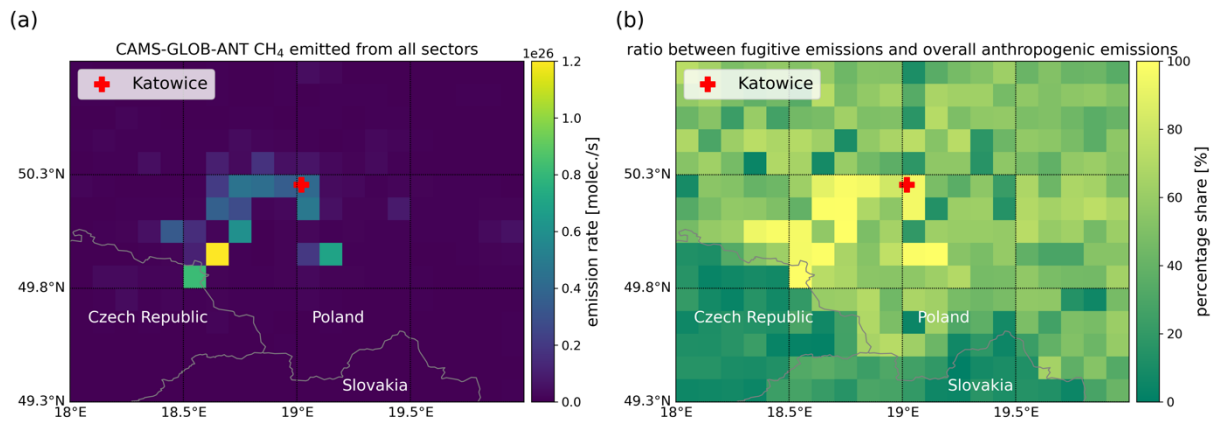 (a)
CAMS-GLOB-ANT CH₄ emitted from all sectors
1e26
Katowice
50.3°N
49.8°N
49.3°N
18°E
18.5°E
19°E
19.5°E
Czech Republic
Poland
Slovakia
1.2
1.0
0.8
0.6
0.4
0.2
0.0
emission rate [molec./s]
(b)
ratio between fugitive emissions and overall anthropogenic emissions
Katowice
50.3°N
49.8°N
49.3°N
18°E
18.5°E
19°E
19.5°E
Czech Republic
Poland
Slovakia
100
80
60
40
20
0
percentage share [%]